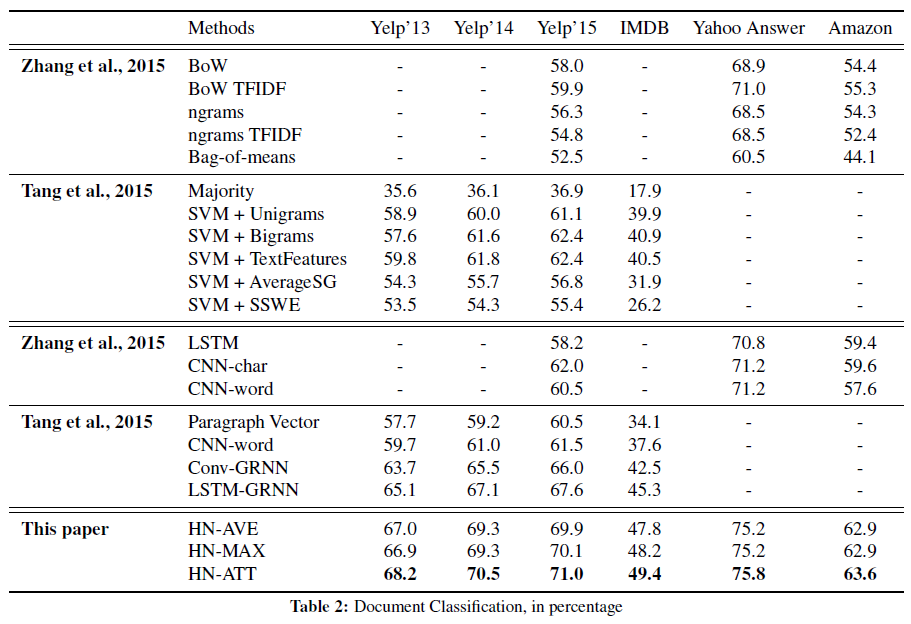 Methods Yelp’13 Yelp’14 Yelp’15 IMDB Yahoo Answer Amazon
Zhang et al., 2015 BoW - - 58.0 - 68.9 54.4
BoW TFIDF - - 59.9 - 71.0 55.3
ngrams - - 56.3 - 68.5 54.3
ngrams TFIDF - - 54.8 - 68.5 52.4
Bag-of-means - - 52.5 - 60.5 44.1
Tang et al., 2015 Majority 35.6 36.1 36.9 17.9 - -
SVM + Unigrams 58.9 60.0 61.1 39.9 - -
SVM + Bigrams 57.6 61.6 62.4 40.9 - -
SVM + TextFeatures 59.8 61.8 62.4 40.5 - -
SVM + AverageSG 54.3 55.7 56.8 31.9 - -
SVM + SSWE 53.5 54.3 55.4 26.2 - -
Zhang et al., 2015 LSTM - - 58.2 - 70.8 59.4
CNN-char - - 62.0 - 71.2 59.6
CNN-word - - 60.5 - 71.2 57.6
Tang et al., 2015 Paragraph Vector 57.7 59.2 60.5 34.1 - -
CNN-word 59.7 61.0 61.5 37.6 - -
Conv-GRNN 63.7 65.5 66.0 42.5 - -
LSTM-GRNN 65.1 67.1 67.6 45.3 - -
This paper HN-AVE 67.0 69.3 69.9 47.8 75.2 62.9
HN-MAX 66.9 69.3 70.1 48.2 75.2 62.9
HN-ATT 68.2 70.5 71.0 49.4 75.8 63.6
Table 2: Document Classification, in percentage